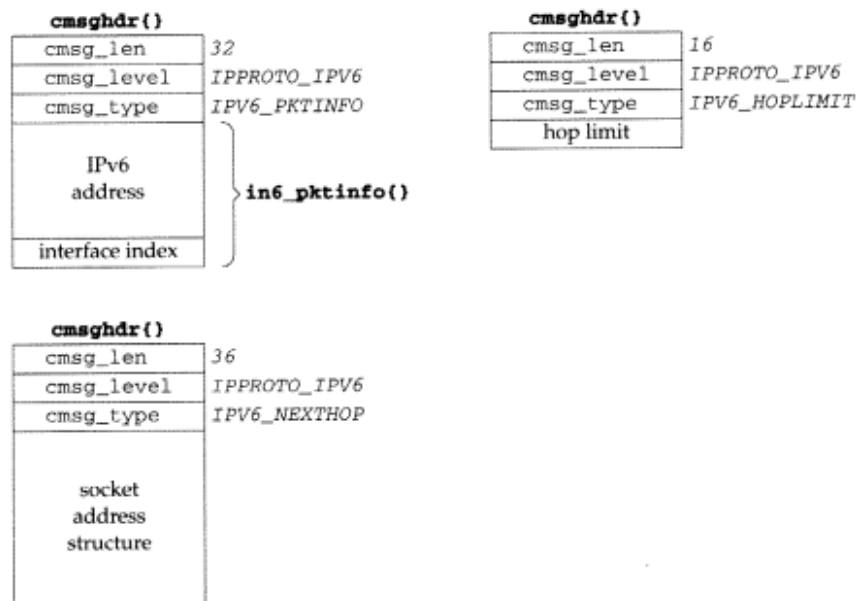 cmsghdr{}
cmsg_len 32
cmsg_level IPPROTO_IPV6
cmsg_type IPV6_PKTINFO
IPv6
address
in6_pktinfo{}
interface index
cmsghdr{}
cmsg_len 16
cmsg_level IPPROTO_IPV6
cmsg_type IPV6_HOPLIMIT
hop limit
cmsghdr{}
cmsg_len 36
cmsg_level IPPROTO_IPV6
cmsg_type IPV6_NEXTHOP
socket
address
structure